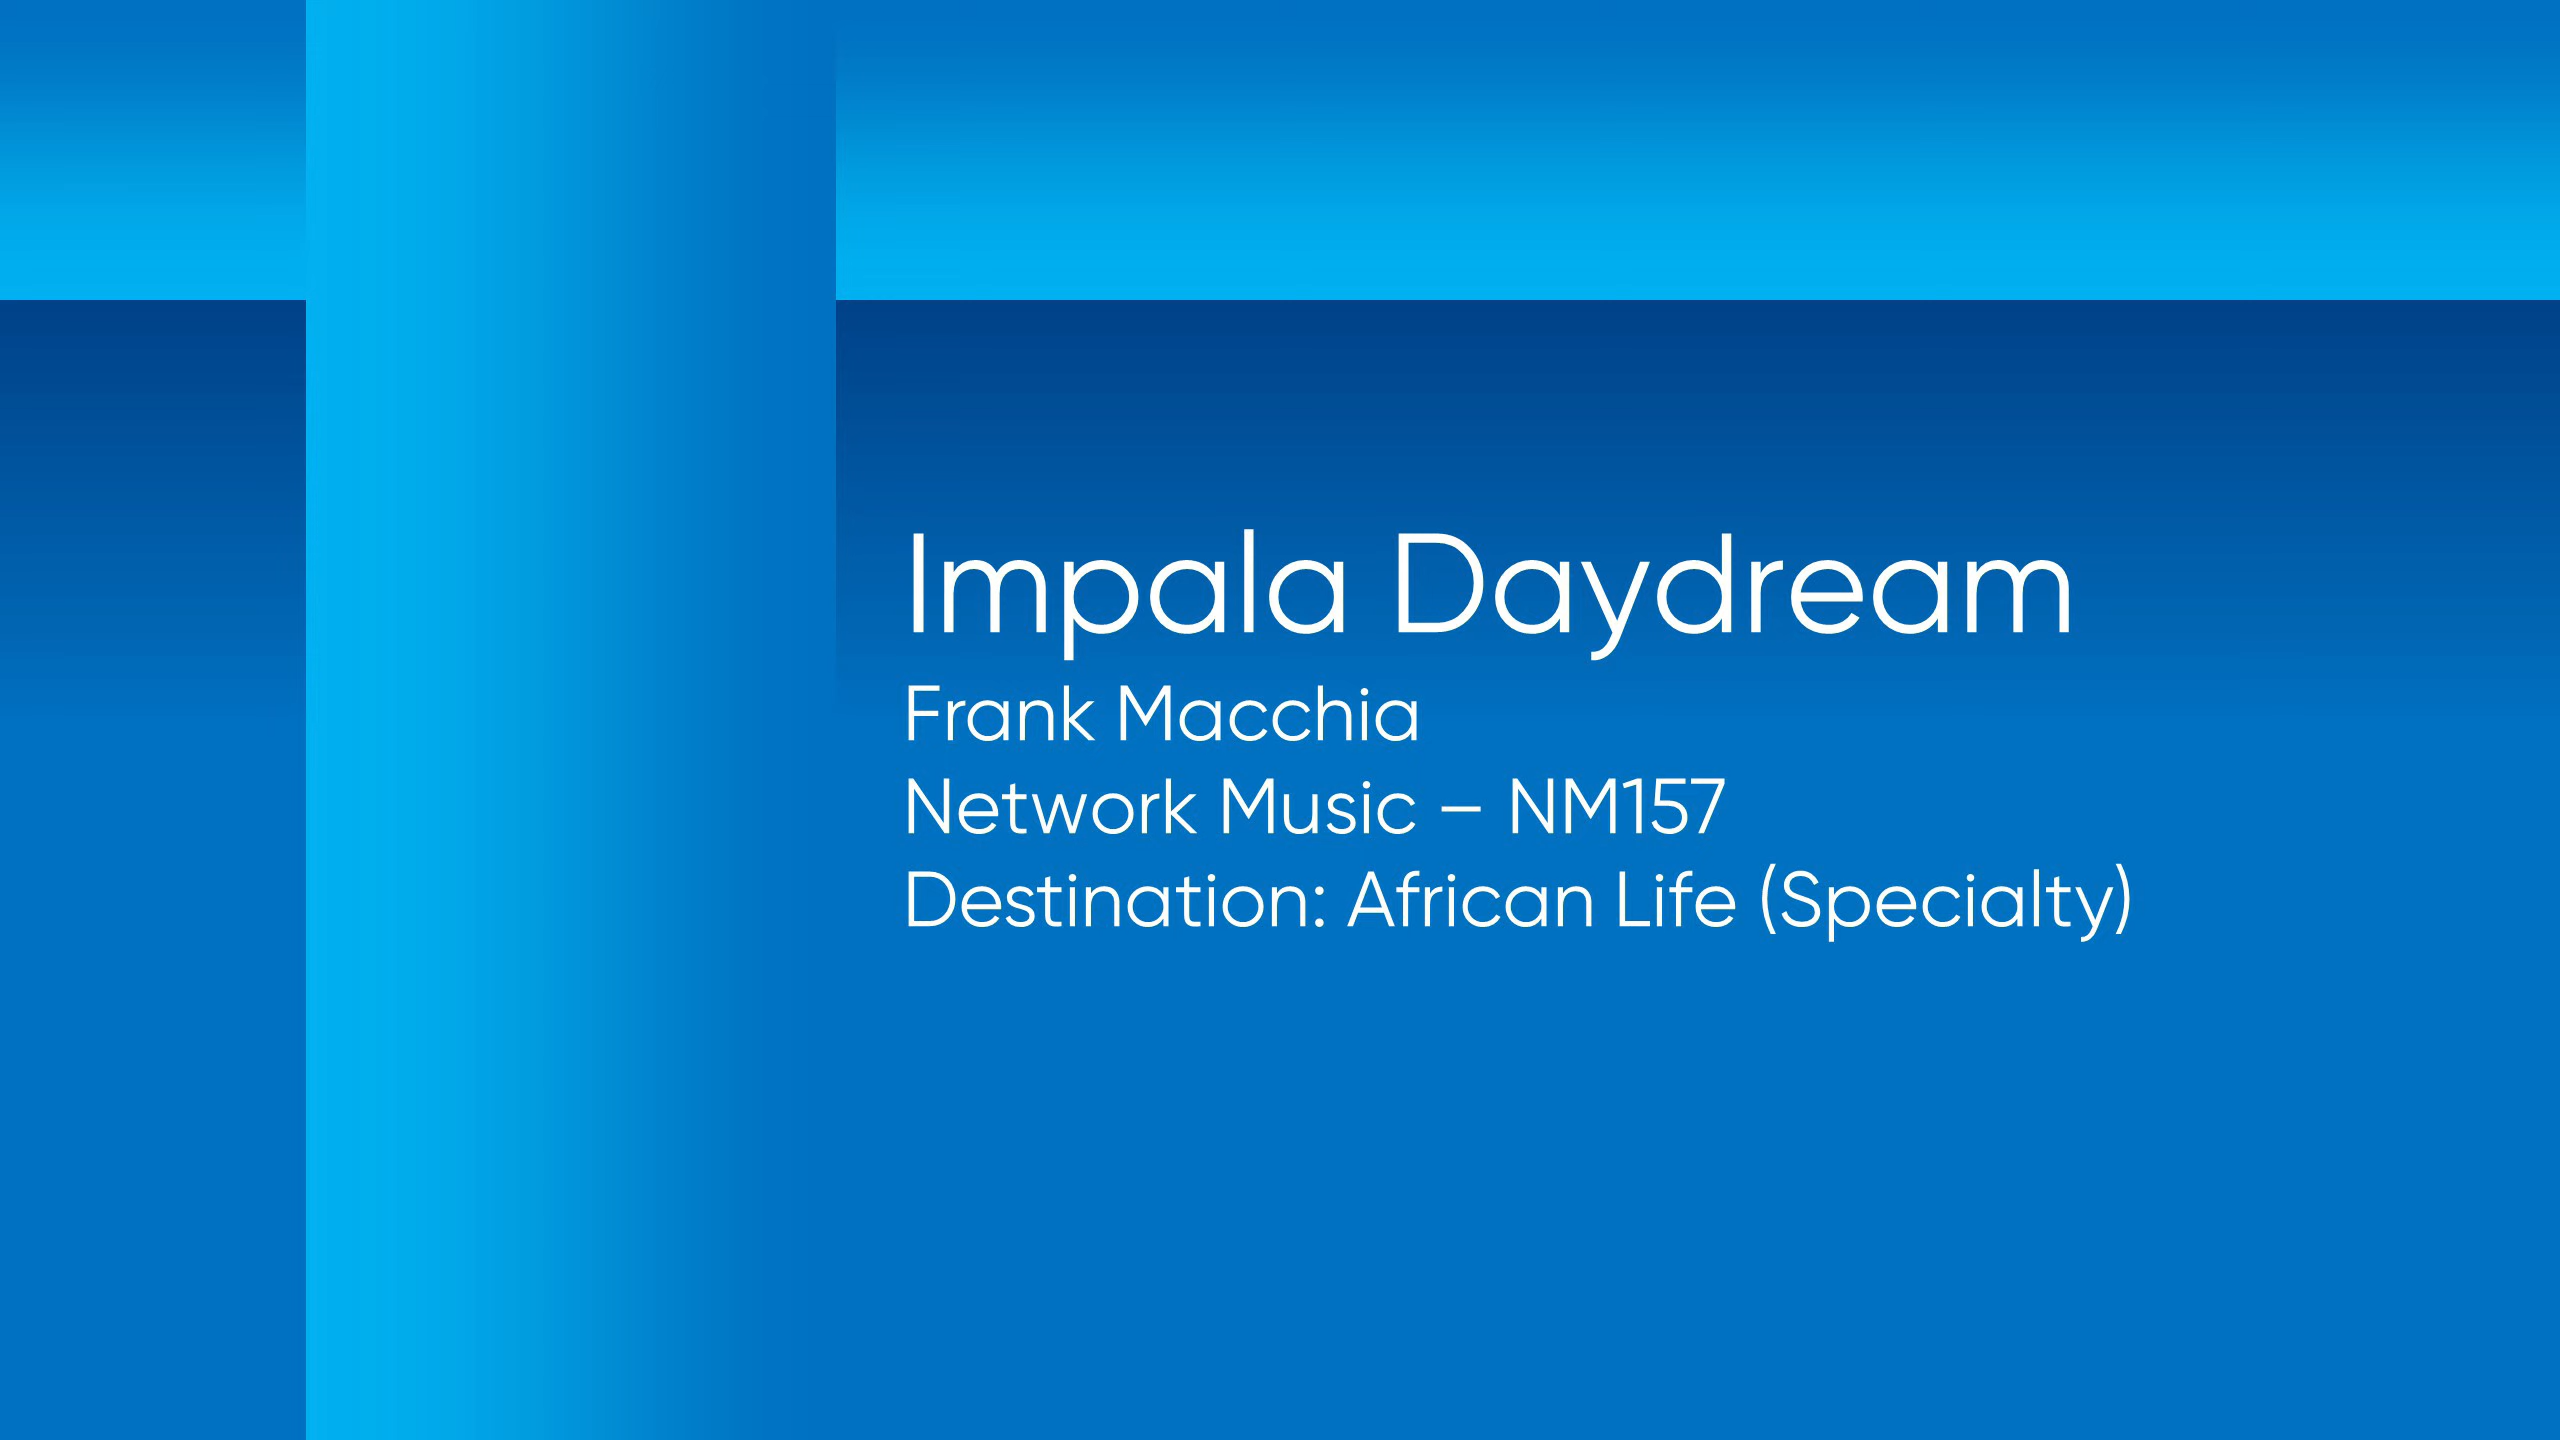 Impala Daydream
Frank Macchia
Network Music – NM157
Destination: African Life (Specialty)